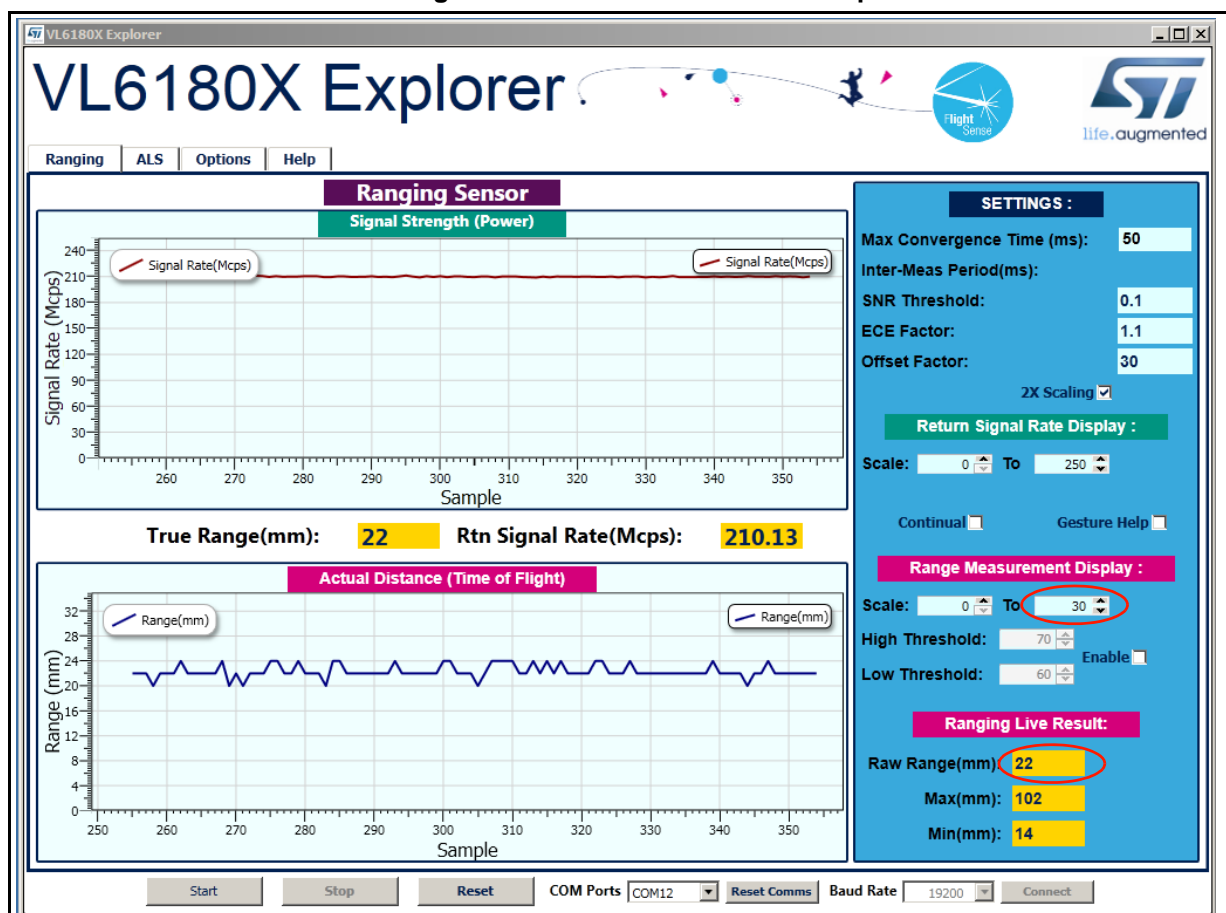 VL6180X Explorer
VL6180X Explorer
Flight
Sense
life.augmented
Ranging ALS Options Help
Ranging Sensor
Signal Strength (Power)
Signal Rate(Mcps)
Signal Rate(Mcps)
Signal Rate (Mcps)
240
210
180
150
120
90
60
30
0
260 270 280 290 300 310 320 330 340 350
Sample
True Range(mm): 22 Rtn Signal Rate(Mcps): 210.13
Actual Distance (Time of Flight)
Range(mm)
Range(mm)
Range (mm)
32
28
24
20
16
12
8
4
0
250 260 270 280 290 300 310 320 330 340 350
Sample
SETTINGS :
Max Convergence Time (ms): 50
Inter-Meas Period(ms):
SNR Threshold: 0.1
ECE Factor: 1.1
Offset Factor: 30
2X Scaling
Return Signal Rate Display :
Scale: 0 To 250
Continual Gesture Help
Range Measurement Display :
Scale: 0 To 30
High Threshold: 70
Enable
Low Threshold: 60
Ranging Live Result:
Raw Range(mm): 22
Max(mm): 102
Min(mm): 14
Start Stop Reset COM Ports COM12 Reset Comms Baud Rate 19200 Connect